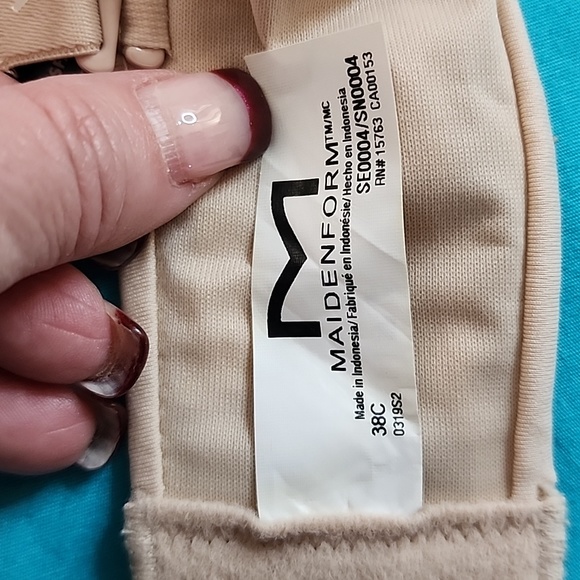 M
MAIDENFORM™/MC
Made in Indonesia/Fabriqué en Indonésie/Hecho en Indonesia
38C SE0004/SN0004
0319S2 RN# 15763 CA00153